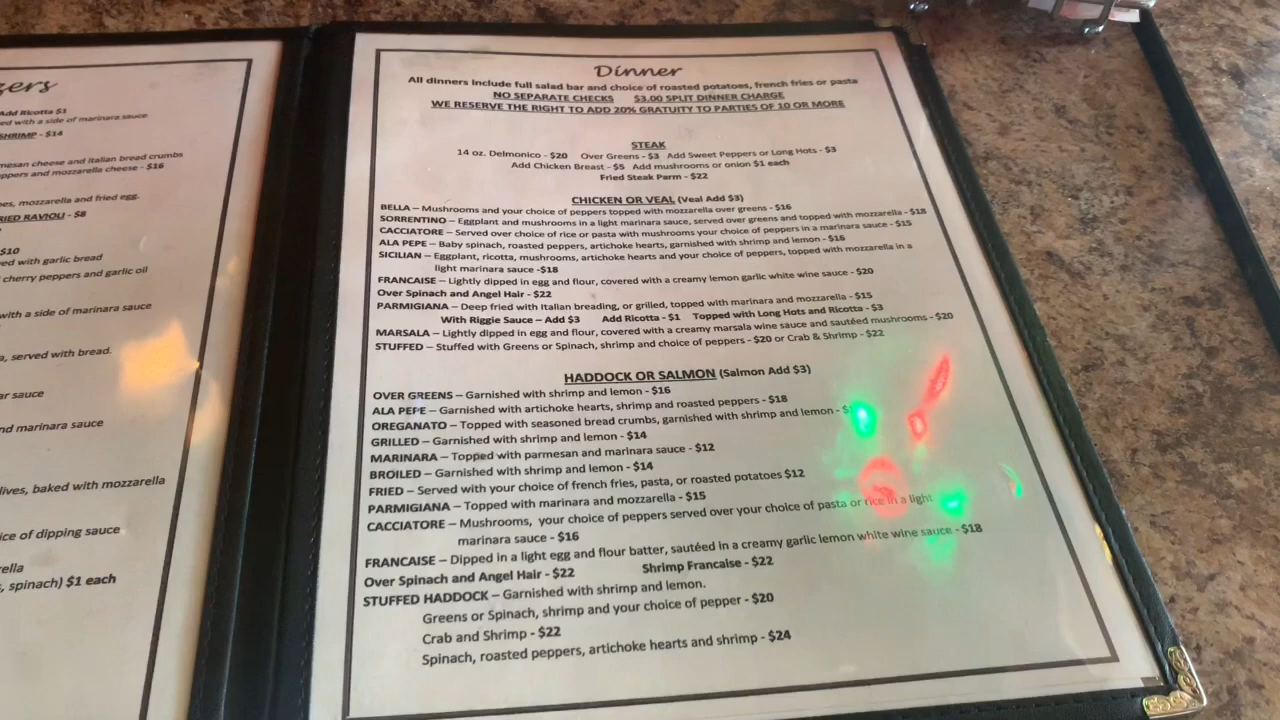 zers
Add Ricotta $1
ed with a side of marinara sauce
SHRIMP - $14
mesan cheese and Italian bread crumbs
ppers and mozzarella cheese - $16
es, mozzarella and fried egg.
RIED RAVIOLI - $8
$10
ved with garlic bread
cherry peppers and garlic oil
with a side of marinara sauce
a, served with bread.
ar sauce
nd marinara sauce
lives, baked with mozzarella
ice of dipping sauce
rella
, spinach) $1 each
Dinner
All dinners include full salad bar and choice of roasted potatoes, french fries or pasta
NO SEPARATE CHECKS $3.00 SPLIT DINNER CHARGE
WE RESERVE THE RIGHT TO ADD 20% GRATUITY TO PARTIES OF 10 OR MORE
STEAK
14 oz. Delmonico - $20 Over Greens - $3 Add Sweet Peppers or Long Hots - $3
Add Chicken Breast - $5 Add mushrooms or onion $1 each
Fried Steak Parm - $22
CHICKEN OR VEAL (Veal Add $3)
BELLA – Mushrooms and your choice of peppers topped with mozzarella over greens - $16
SORRENTINO – Eggplant and mushrooms in a light marinara sauce, served over greens and topped with mozzarella - $18
CACCIATORE – Served over choice of rice or pasta with mushrooms your choice of peppers in a marinara sauce - $15
ALA PEPE – Baby spinach, roasted peppers, artichoke hearts, garnished with shrimp and lemon - $16
SICILIAN – Eggplant, ricotta, mushrooms, artichoke hearts and your choice of peppers, topped with mozzarella in a
light marinara sauce -$18
FRANCAISE – Lightly dipped in egg and flour, covered with a creamy lemon garlic white wine sauce - $20
Over Spinach and Angel Hair - $22
PARMIGIANA – Deep fried with Italian breading, or grilled, topped with marinara and mozzarella - $15
With Riggie Sauce – Add $3 Add Ricotta - $1 Topped with Long Hots and Ricotta - $3
MARSALA – Lightly dipped in egg and flour, covered with a creamy marsala wine sauce and sautéed mushrooms - $20
STUFFED – Stuffed with Greens or Spinach, shrimp and choice of peppers - $20 or Crab & Shrimp - $22
HADDOCK OR SALMON (Salmon Add $3)
OVER GREENS – Garnished with shrimp and lemon - $16
ALA PEPE – Garnished with artichoke hearts, shrimp and roasted peppers - $18
OREGANATO – Topped with seasoned bread crumbs, garnished with shrimp and lemon - $
GRILLED – Garnished with shrimp and lemon - $14
MARINARA – Topped with parmesan and marinara sauce - $12
BROILED – Garnished with shrimp and lemon - $14
FRIED – Served with your choice of french fries, pasta, or roasted potatoes $12
PARMIGIANA – Topped with marinara and mozzarella - $15
CACCIATORE – Mushrooms, your choice of peppers served over your choice of pasta or rice in a light
marinara sauce - $16
FRANCAISE – Dipped in a light egg and flour batter, sautéed in a creamy garlic lemon white wine sauce - $18
Over Spinach and Angel Hair - $22 Shrimp Francaise - $22
STUFFED HADDOCK – Garnished with shrimp and lemon.
Greens or Spinach, shrimp and your choice of pepper - $20
Crab and Shrimp - $22
Spinach, roasted peppers, artichoke hearts and shrimp - $24